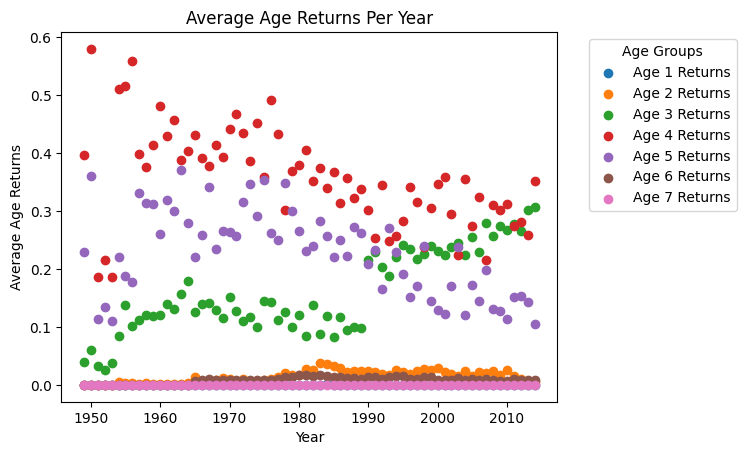 Average Age Returns Per Year
Average Age Returns
0.6
0.5
0.4
0.3
0.2
0.1
0.0
1950 1960 1970 1980 1990 2000 2010
Year
Age Groups
Age 1 Returns
Age 2 Returns
Age 3 Returns
Age 4 Returns
Age 5 Returns
Age 6 Returns
Age 7 Returns